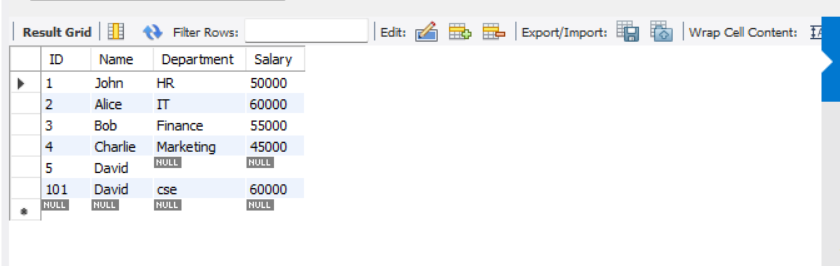 Result Grid Filter Rows: Edit: Export/Import: Wrap Cell Content:
ID Name Department Salary
1 John HR 50000
2 Alice IT 60000
3 Bob Finance 55000
4 Charlie Marketing 45000
5 David NULL NULL
101 David cse 60000
NULL NULL NULL NULL